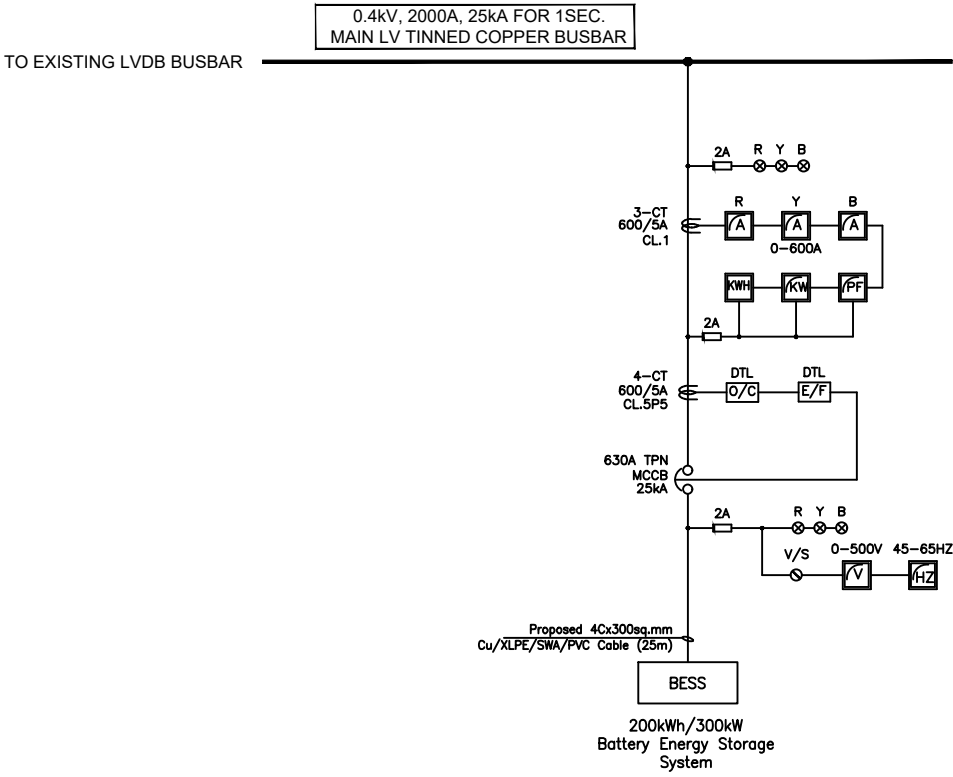 0.4kV, 2000A, 25kA FOR 1SEC.
MAIN LV TINNED COPPER BUSBAR
TO EXISTING LVDB BUSBAR
2A R Y B
3-CT
600/5A
CL.1
R Y B
A A A
0-600A
KWH KW PF
2A
4-CT
600/5A
CL.5P5
DTL DTL
O/C E/F
630A TPN
MCCB
25kA
2A R Y B
V/S 0-500V 45-65HZ
V HZ
Proposed 4Cx300sq.mm
Cu/XLPE/SWA/PVC Cable (25m)
BESS
200kWh/300kW
Battery Energy Storage
System